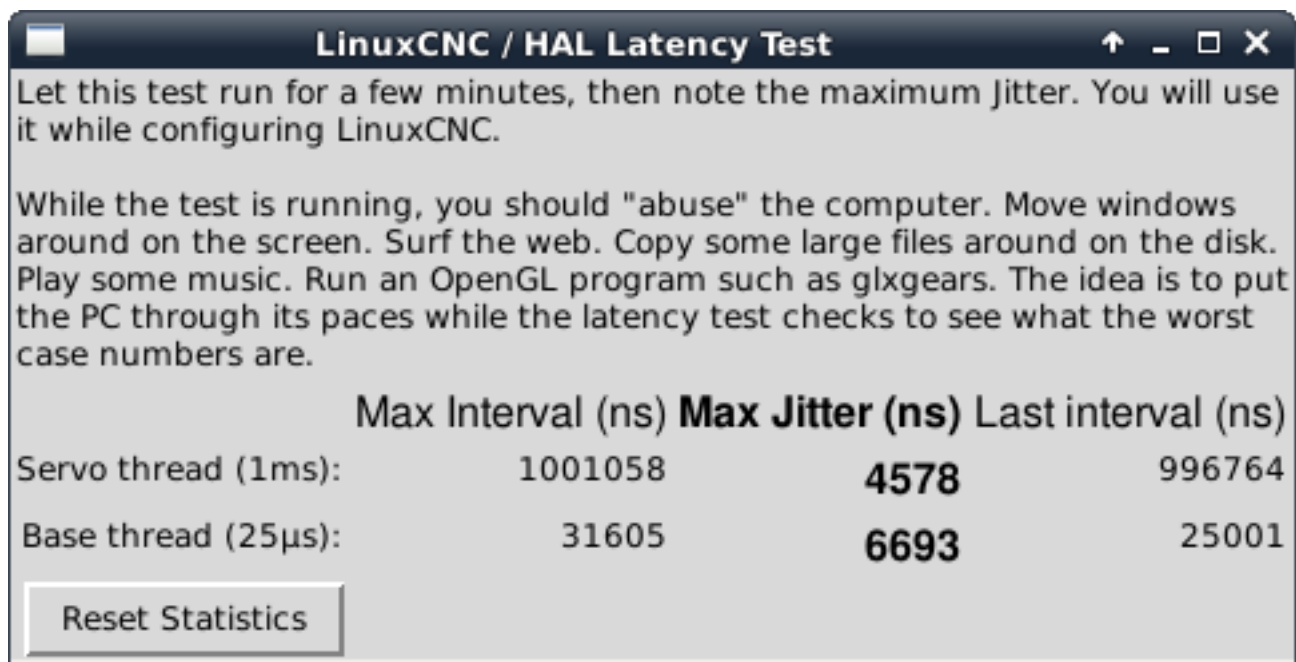 LinuxCNC / HAL Latency Test
Let this test run for a few minutes, then note the maximum Jitter. You will use
it while configuring LinuxCNC.
While the test is running, you should "abuse" the computer. Move windows
around on the screen. Surf the web. Copy some large files around on the disk.
Play some music. Run an OpenGL program such as glxgears. The idea is to put
the PC through its paces while the latency test checks to see what the worst
case numbers are.
Max Interval (ns) Max Jitter (ns) Last interval (ns)
Servo thread (1ms): 1001058 4578 996764
Base thread (25µs): 31605 6693 25001
Reset Statistics